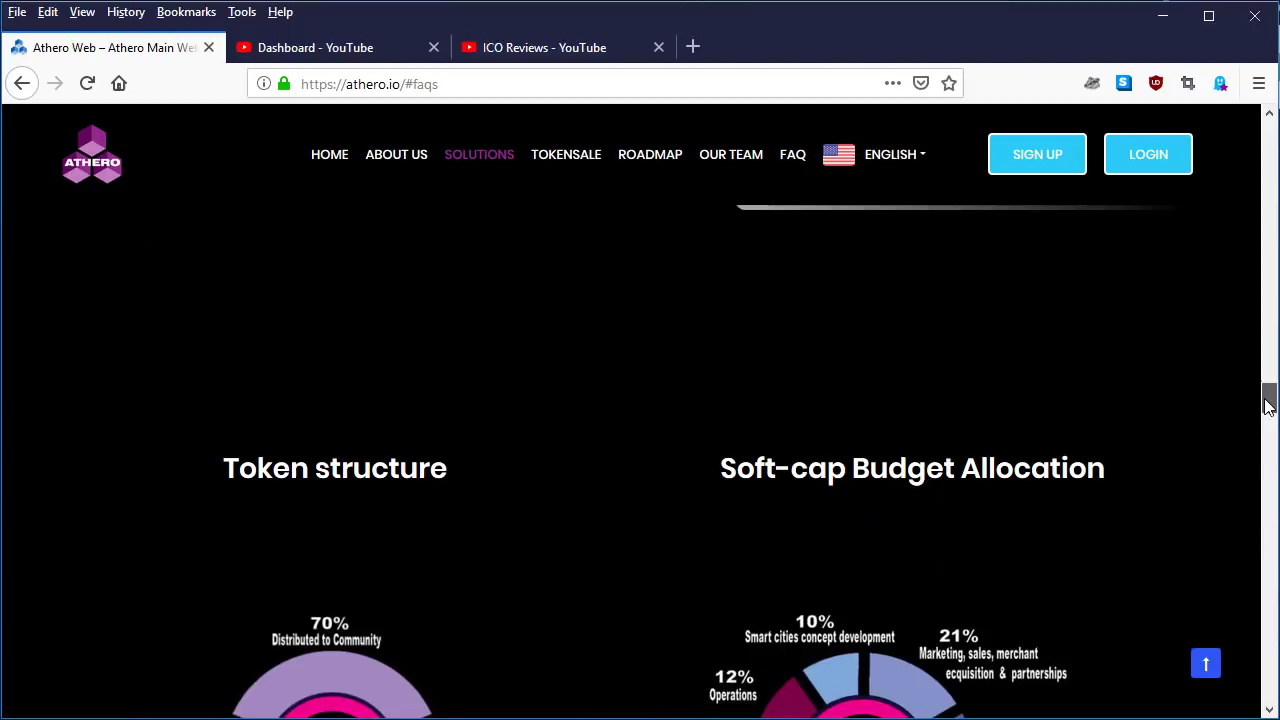 File Edit View History Bookmarks Tools Help
Athero Web – Athero Main We
Dashboard - YouTube
ICO Reviews - YouTube
https://athero.io/#faqs
ATHERO
HOME ABOUT US SOLUTIONS TOKENSALE ROADMAP OUR TEAM FAQ ENGLISH
SIGN UP LOGIN
Token structure
Soft-cap Budget Allocation
70%
Distributed to Community
10%
Smart cities concept development
21%
Marketing, sales, merchant
ecquisition & partnerships
12%
Operations